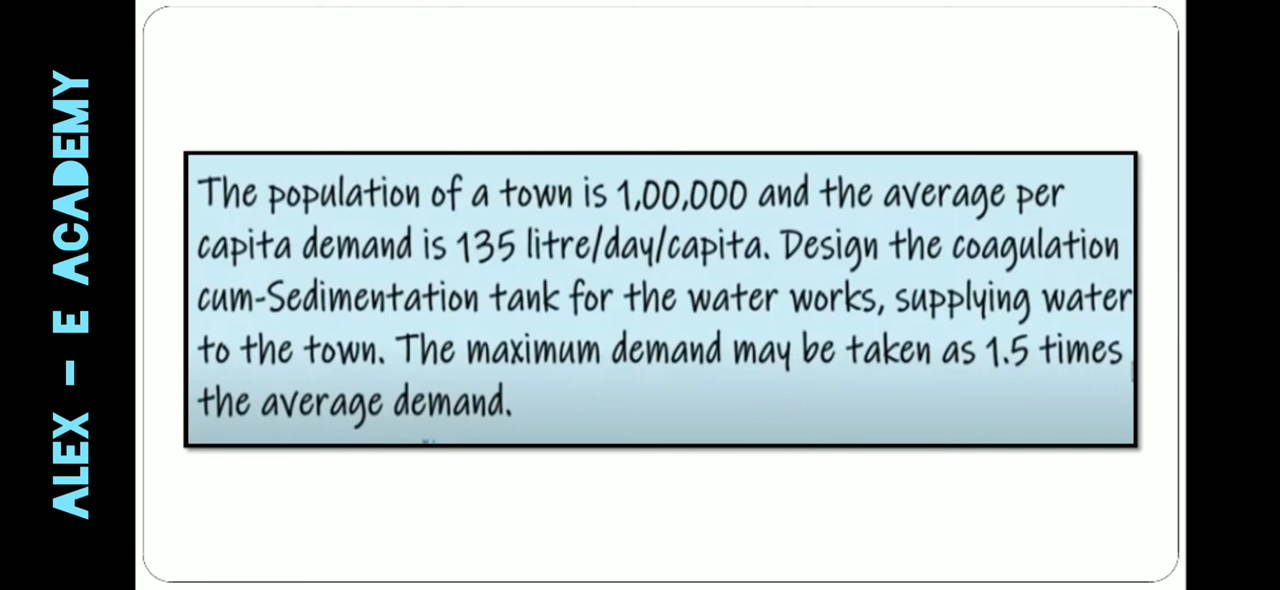 ALEX - E ACADEMY
The population of a town is 1,00,000 and the average per
capita demand is 135 litre/day/capita. Design the coagulation
cum-Sedimentation tank for the water works, supplying water
to the town. The maximum demand may be taken as 1.5 times
the average demand.